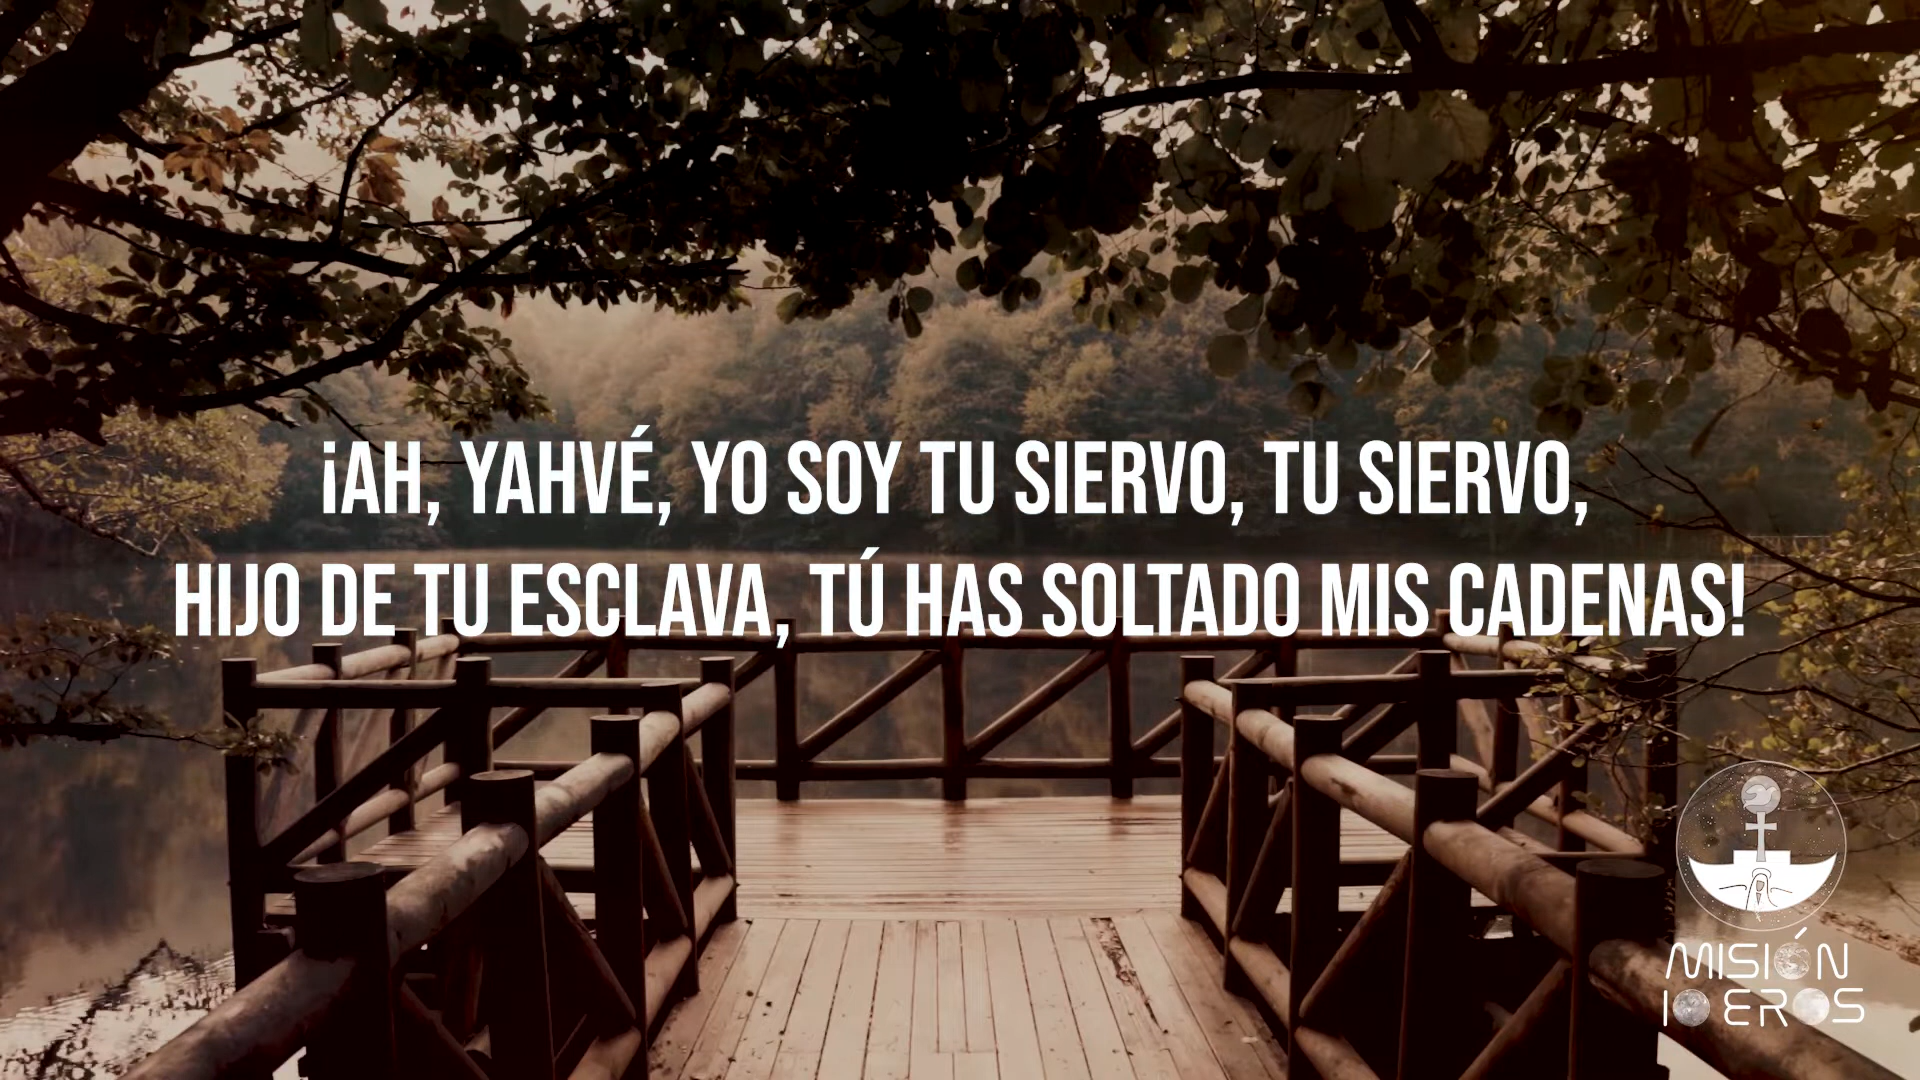 ¡AH, YAHVÉ, YO SOY TU SIERVO, TU SIERVO,
HIJO DE TU ESCLAVA, TÚ HAS SOLTADO MIS CADENAS!
MISIÓN
ID EROS